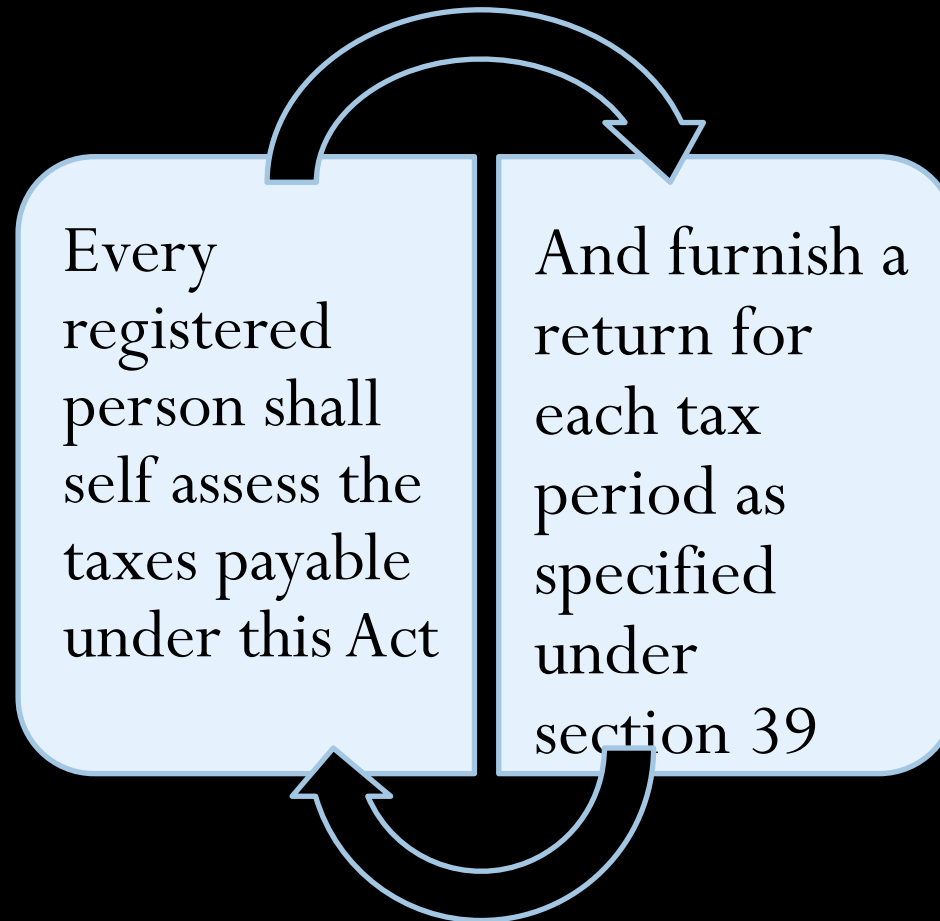 Every
registered
person shall
self assess the
taxes payable
under this Act
And furnish a
return for
each tax
period as
specified
under
section 39